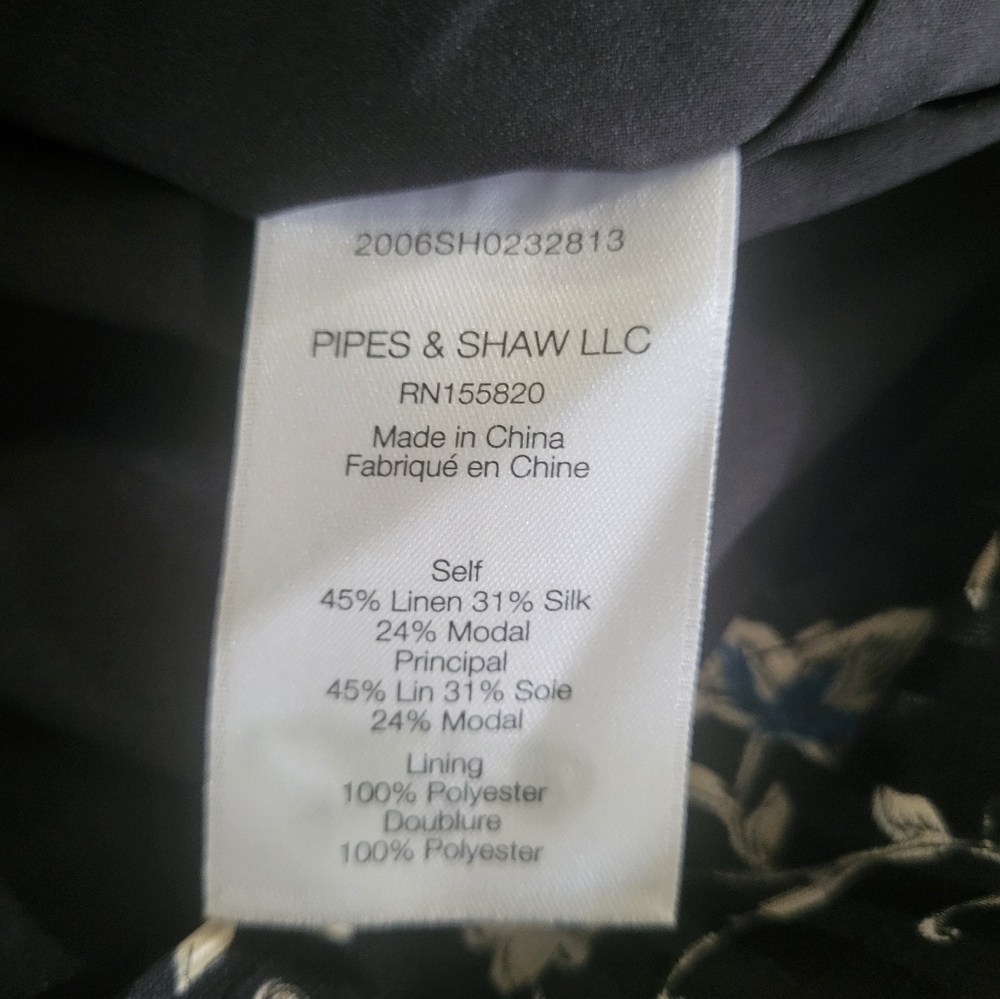 2006SH0232813
PIPES & SHAW LLC
RN155820
Made in China
Fabriqué en Chine
Self
45% Linen 31% Silk
24% Modal
Principal
45% Lin 31% Soie
24% Modal
Lining
100% Polyester
Doublure
100% Polyester